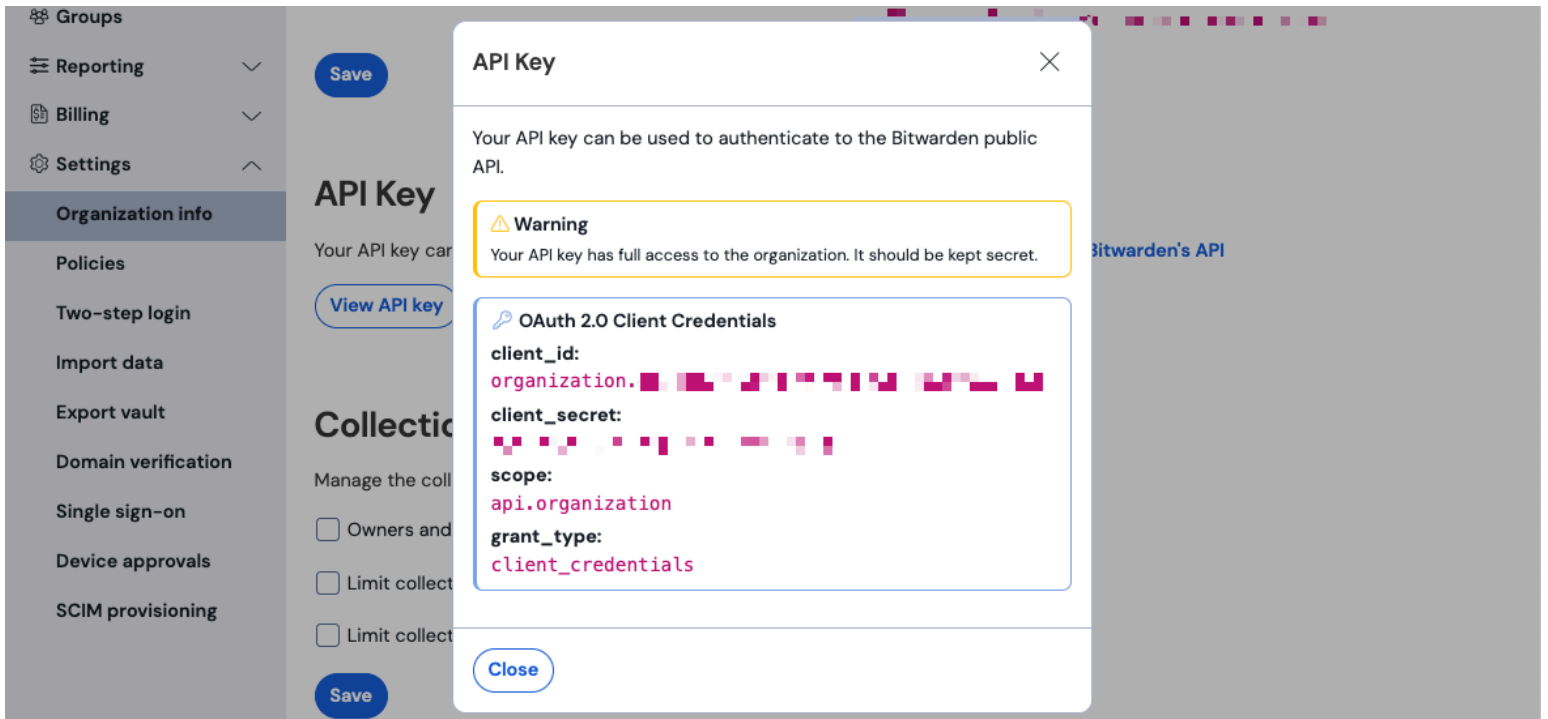 Groups
Reporting
Billing
Settings
Organization info
Policies
Two-step login
Import data
Export vault
Domain verification
Single sign-on
Device approvals
SCIM provisioning
Save
API Key
Your API key can
Bitwarden's API
View API key
Collectic
Manage the coll
Owners and
Limit collect
Limit collect
Save
API Key
Your API key can be used to authenticate to the Bitwarden public
API.
Warning
Your API key has full access to the organization. It should be kept secret.
OAuth 2.0 Client Credentials
client_id:
organization.
client_secret:
scope:
api.organization
grant_type:
client_credentials
Close